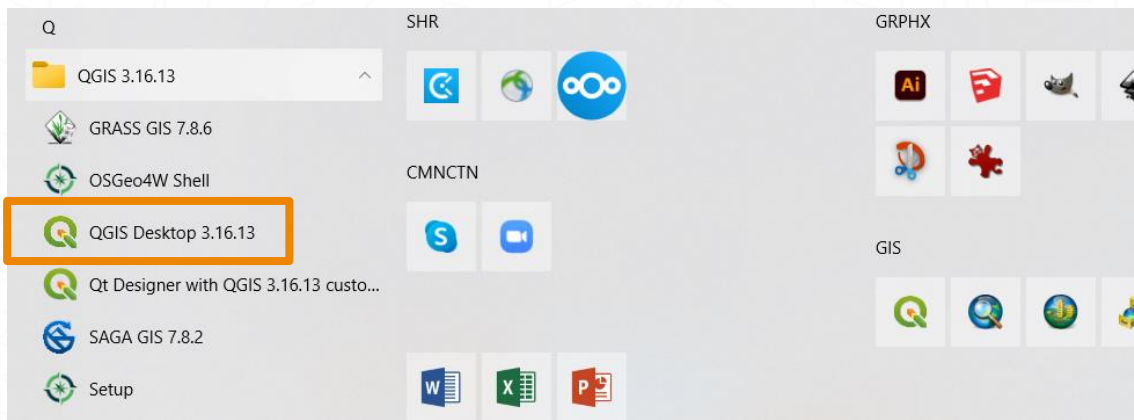 Q
QGIS 3.16.13
GRASS GIS 7.8.6
OSGeo4W Shell
QGIS Desktop 3.16.13
Qt Designer with QGIS 3.16.13 custo...
SAGA GIS 7.8.2
Setup
SHR
CMNCTN
GRPHX
Ai
GIS